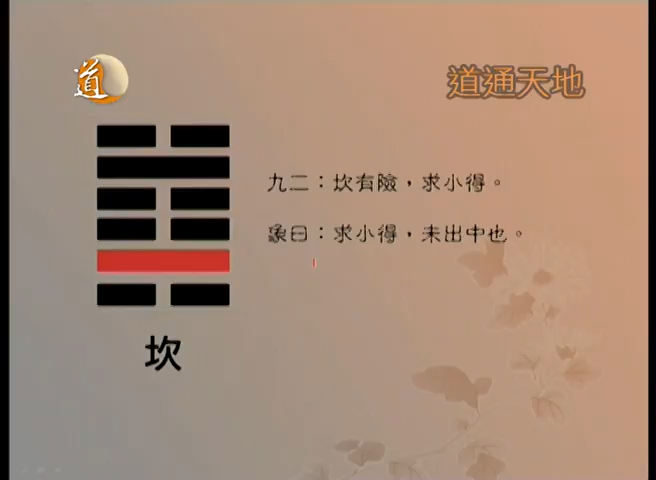 道
道通天地
九二：坎有險，求小得。
象曰：求小得，未出中也。
坎